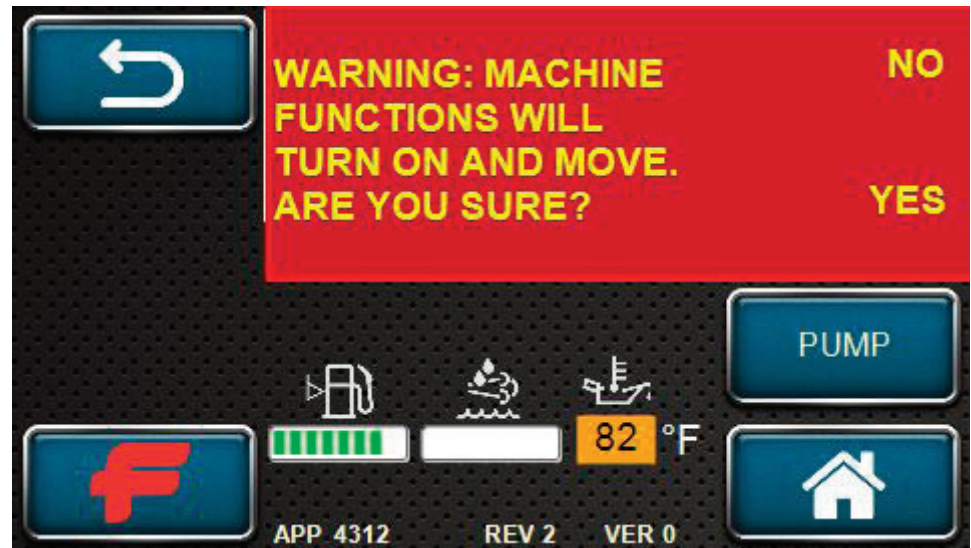 WARNING: MACHINE
FUNCTIONS WILL
TURN ON AND MOVE.
ARE YOU SURE?
NO
YES
PUMP
82 °F
APP 4312 REV 2 VER 0